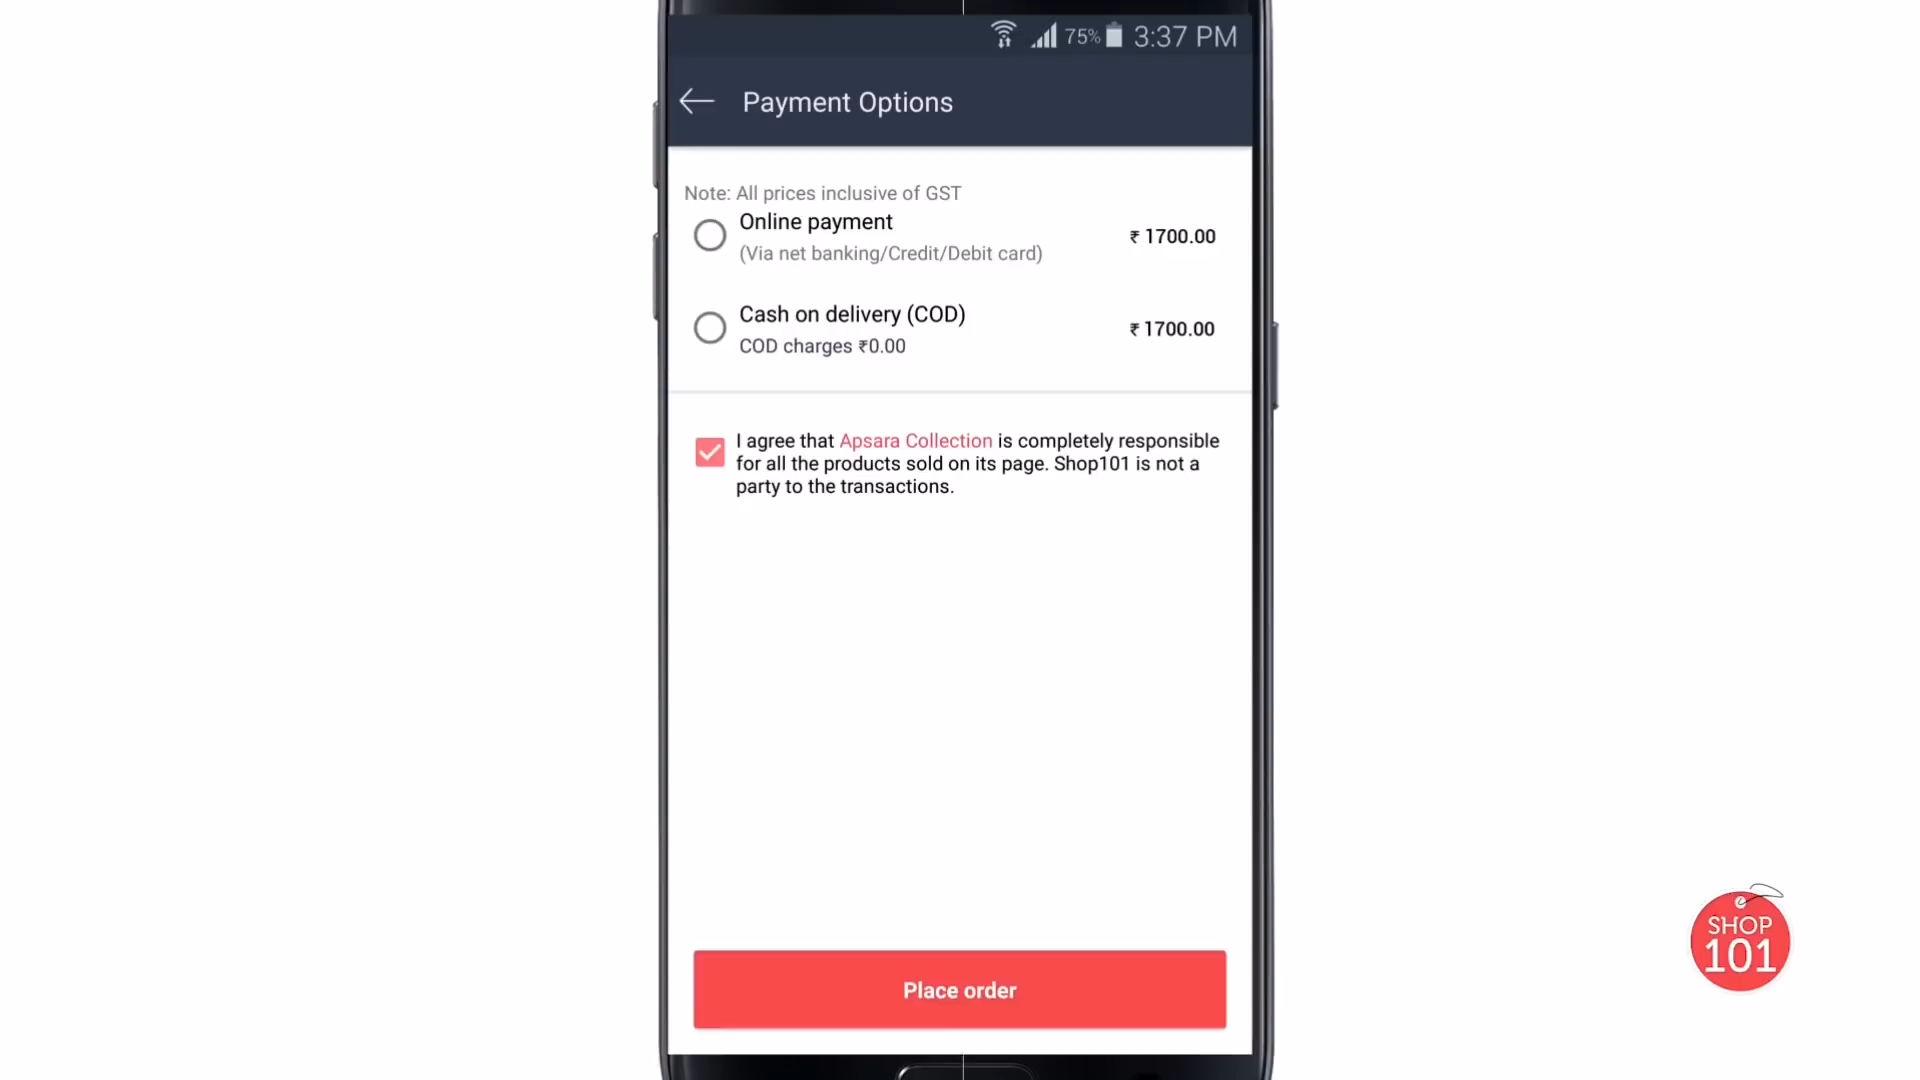 75% 3:37 PM
Payment Options
Note: All prices inclusive of GST
Online payment
(Via net banking/Credit/Debit card)
₹ 1700.00
Cash on delivery (COD)
COD charges ₹0.00
₹ 1700.00
I agree that Apsara Collection is completely responsible
for all the products sold on its page. Shop101 is not a
party to the transactions.
Place order
SHOP
101